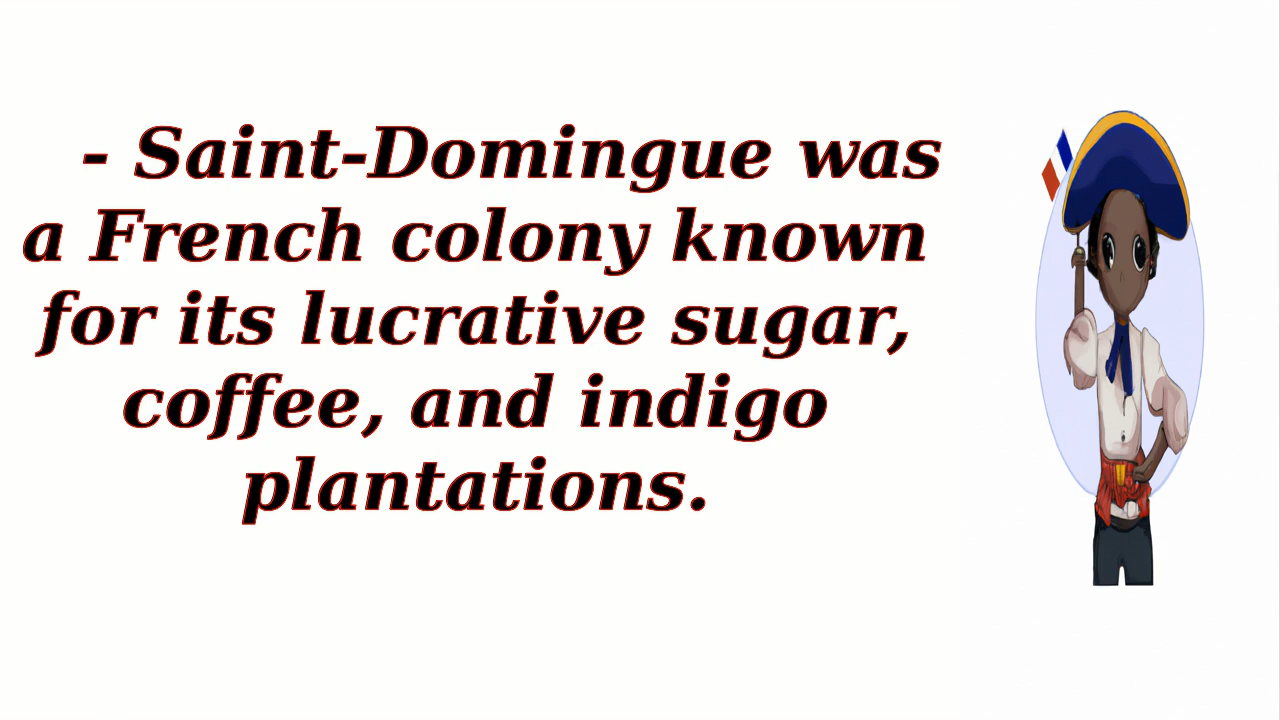 - Saint-Domingue was
a French colony known
for its lucrative sugar,
coffee, and indigo
plantations.